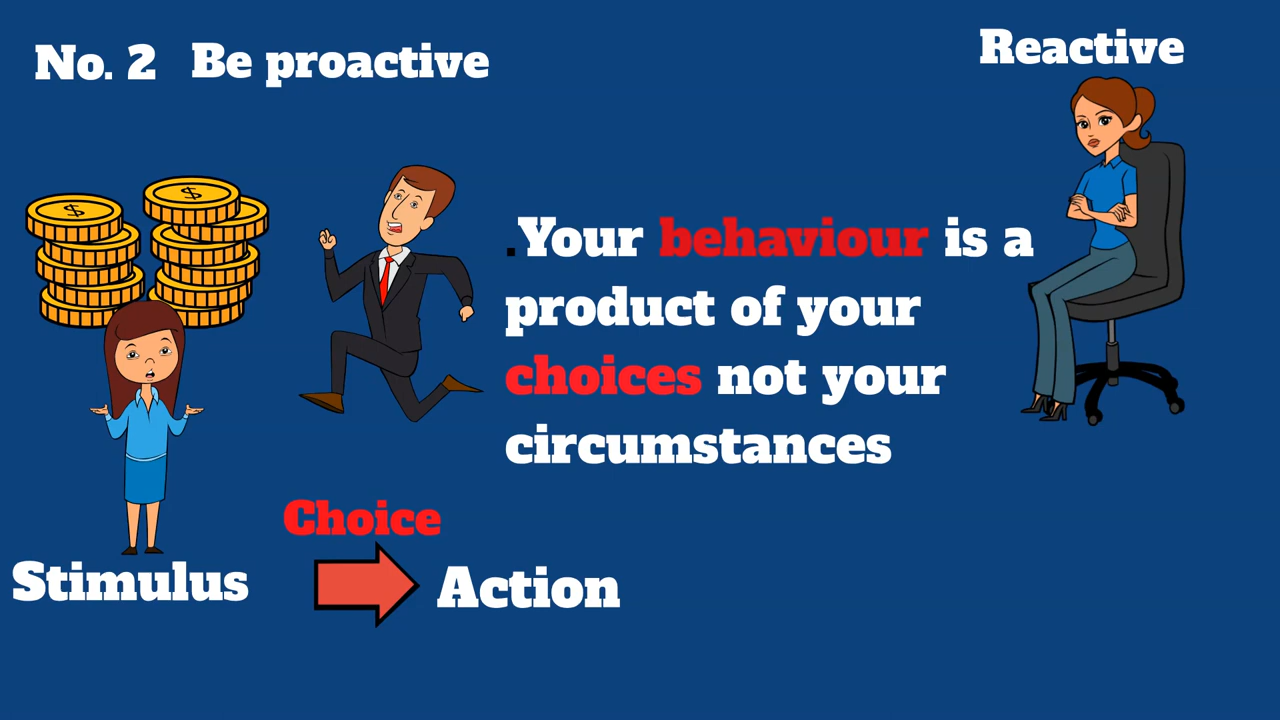 No. 2 Be proactive
Reactive
.Your behaviour is a
product of your
choices not your
circumstances
Choice
Stimulus
Action